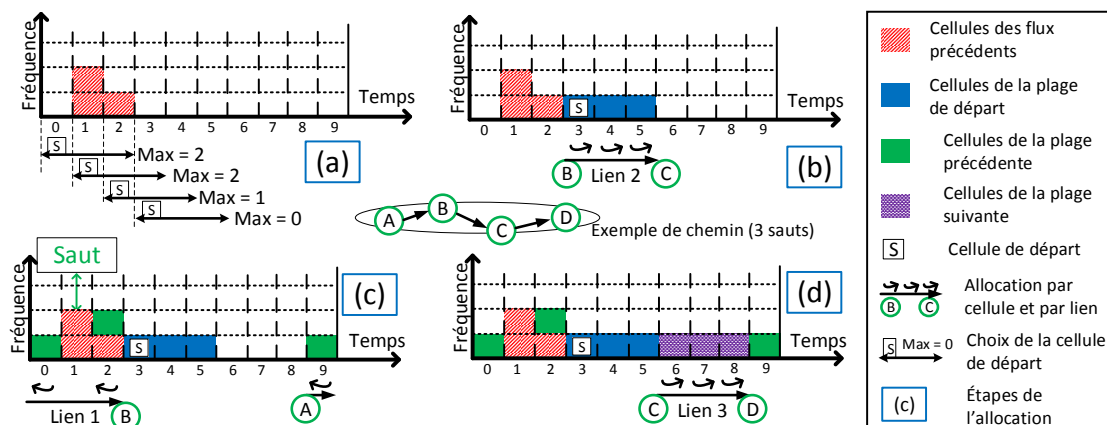 Fréquence
Temps
0 1 2 3 4 5 6 7 8 9
S Max = 2
S Max = 2
S Max = 1
S Max = 0
(a)
Fréquence
S
Temps
0 1 2 3 4 5 6 7 8 9
B Lien 2 C
(b)
A B C D
Exemple de chemin (3 sauts)
Saut
Fréquence
(c)
S
Temps
0 1 2 3 4 5 6 7 8 9
Lien 1 B A
Fréquence
(d)
S
Temps
0 1 2 3 4 5 6 7 8 9
C Lien 3 D
Cellules des flux
précédents
Cellules de la plage
de départ
Cellules de la plage
précédente
Cellules de la plage
suivante
S Cellule de départ
B C Allocation par
cellule et par lien
S Max = 0 Choix de la cellule
de départ
(c) Étapes de
l'allocation